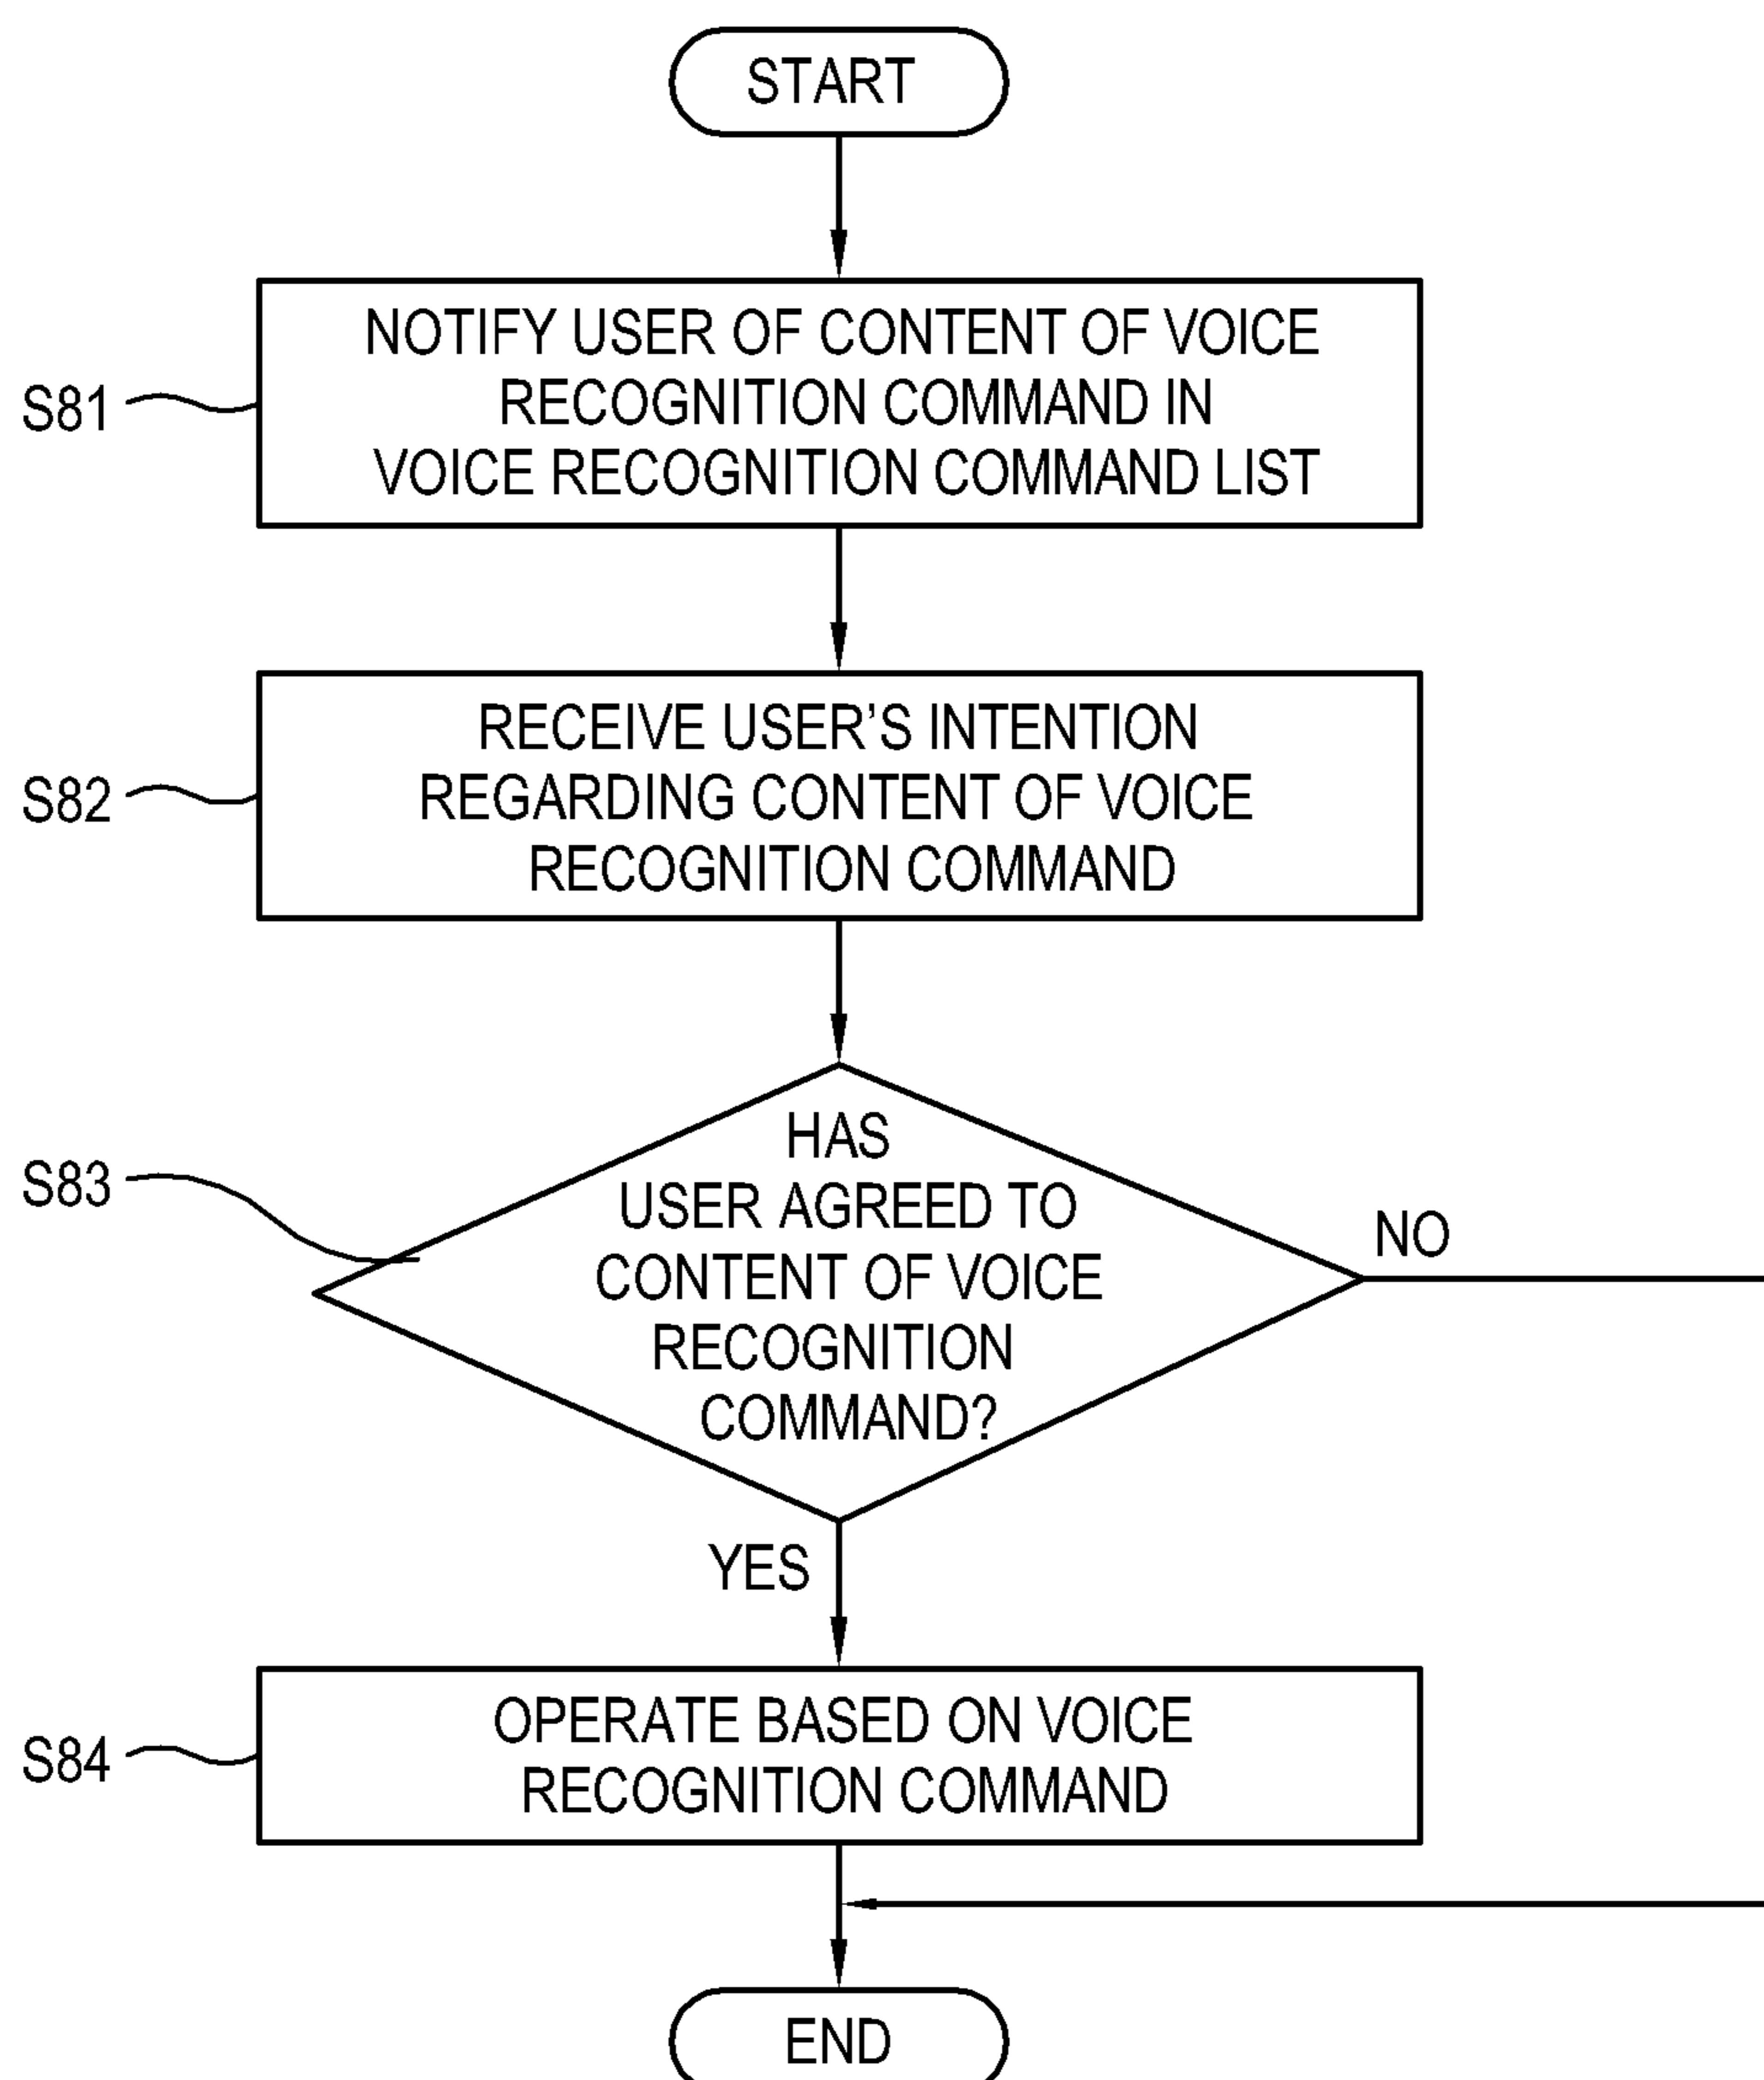 START
NOTIFY USER OF CONTENT OF VOICE
RECOGNITION COMMAND IN
VOICE RECOGNITION COMMAND LIST
S81
RECEIVE USER’S INTENTION
REGARDING CONTENT OF VOICE
RECOGNITION COMMAND
S82
HAS
USER AGREED TO
CONTENT OF VOICE
RECOGNITION
COMMAND?
S83
NO
YES
OPERATE BASED ON VOICE
RECOGNITION COMMAND
S84
END